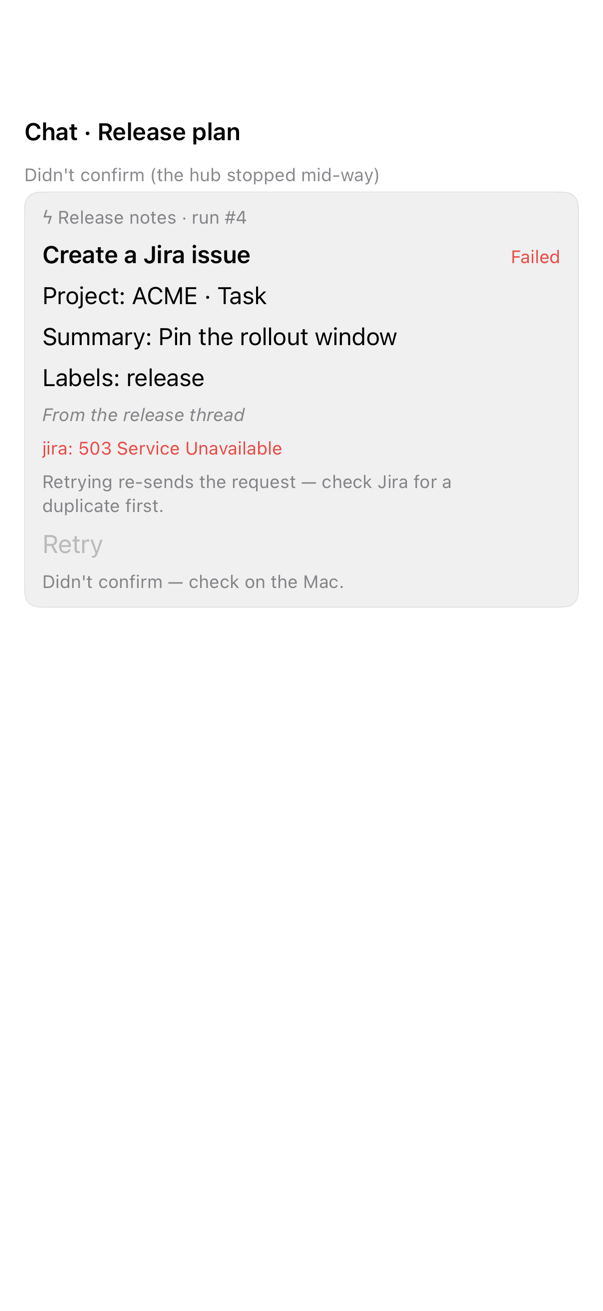 Chat · Release plan
Didn't confirm (the hub stopped mid-way)
ϟ Release notes · run #4
Create a Jira issue
Failed
Project: ACME · Task
Summary: Pin the rollout window
Labels: release
From the release thread
jira: 503 Service Unavailable
Retrying re-sends the request — check Jira for a
duplicate first.
Retry
Didn't confirm — check on the Mac.